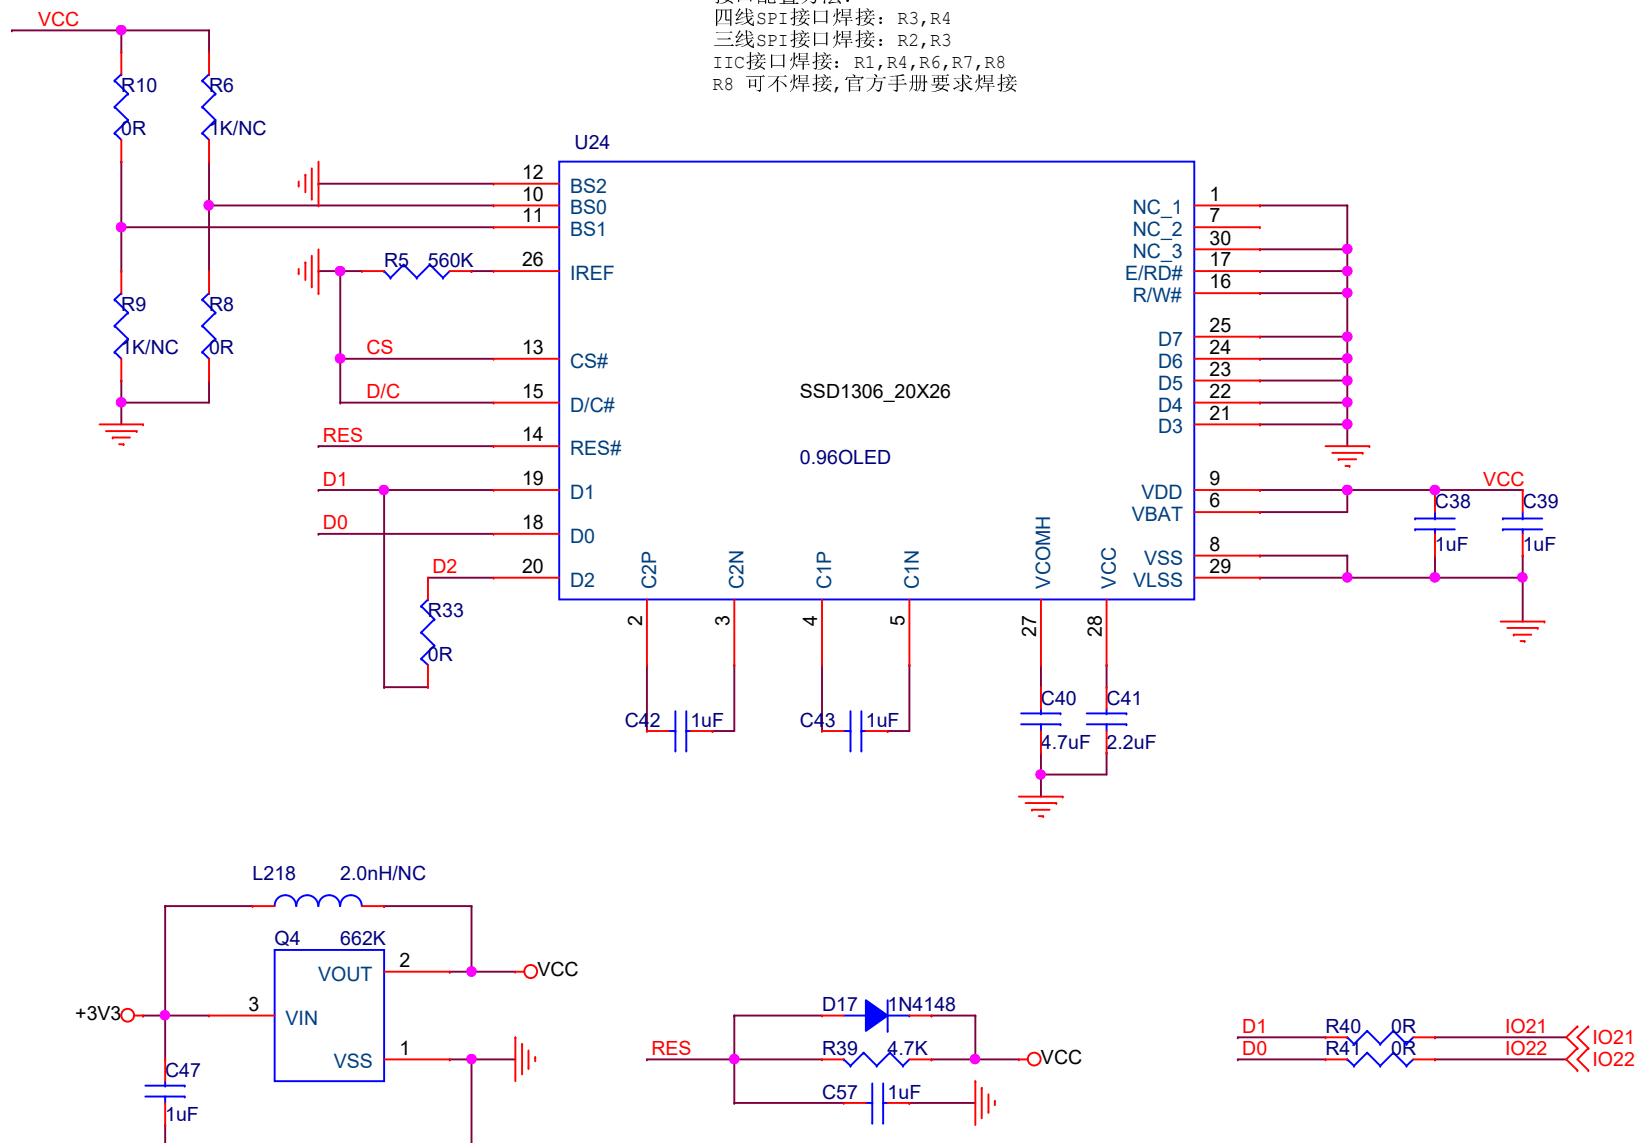 接口配置方法:
四线SPI接口焊接: R3,R4
三线SPI接口焊接: R2,R3
IIC接口焊接: R1,R4,R6,R7,R8
R8 可不焊接,官方手册要求焊接
VCC
R10
0R
R6
1K/NC
R9
1K/NC
R8
0R
U24
12 BS2
10 BS0
11 BS1
R5 560K 26 IREF
CS 13 CS#
D/C 15 D/C#
RES 14 RES#
D1 19 D1
D0 18 D0
D2 20 D2
R33
0R
SSD1306_20X26
0.96OLED
NC_1 1
NC_2 7
NC_3 30
E/RD# 17
R/W# 16
D7 25
D6 24
D5 23
D4 22
D3 21
VDD 9
VBAT 6
VSS 8
VLSS 29
VCC
C38
1uF
C39
1uF
C2P
C2N
C1P
C1N
VCOMH
VCC
2
3
4
5
27
28
C42 1uF
C43 1uF
C40
4.7uF
C41
2.2uF
L218 2.0nH/NC
Q4 662K
VOUT 2
VCC
+3V3
3 VIN
VSS 1
C47
1uF
RES
D17 1N4148
R39 4.7K
VCC
C57 1uF
D1 R40 0R IO21 IO21
D0 R41 0R IO22 IO22